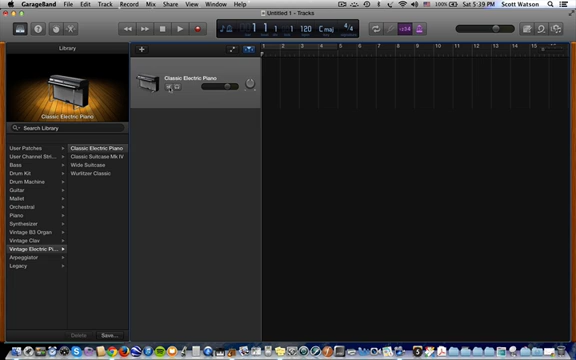 GarageBand File Edit Track Record Mix Share View Window Help 100% Sat 5:39 PM Scott Watson
Untitled 1 - Tracks
1 1 1 1 120 C maj 4/4
1234
Library
1 2 3 4 5 6 7 8 9 10 11 12 13 14 15
Classic Electric Piano
Classic Electric Piano
Search Library
User Patches
User Channel Stri...
Bass
Drum Kit
Drum Machine
Guitar
Mallet
Orchestral
Piano
Synthesizer
Vintage B3 Organ
Vintage Clav
Vintage Electric Pi...
Arpeggiator
Legacy
Classic Electric Piano
Classic Suitcase Mk IV
Wide Suitcase
Wurlitzer Classic
Delete Save...